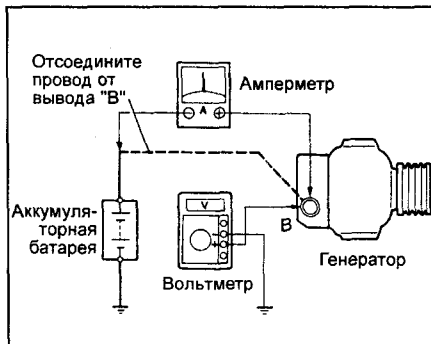 Отсоедините
провод от
вывода "В"
Амперметр
А
Аккумуля-
торная
батарея
V
Вольтметр
В
Генератор